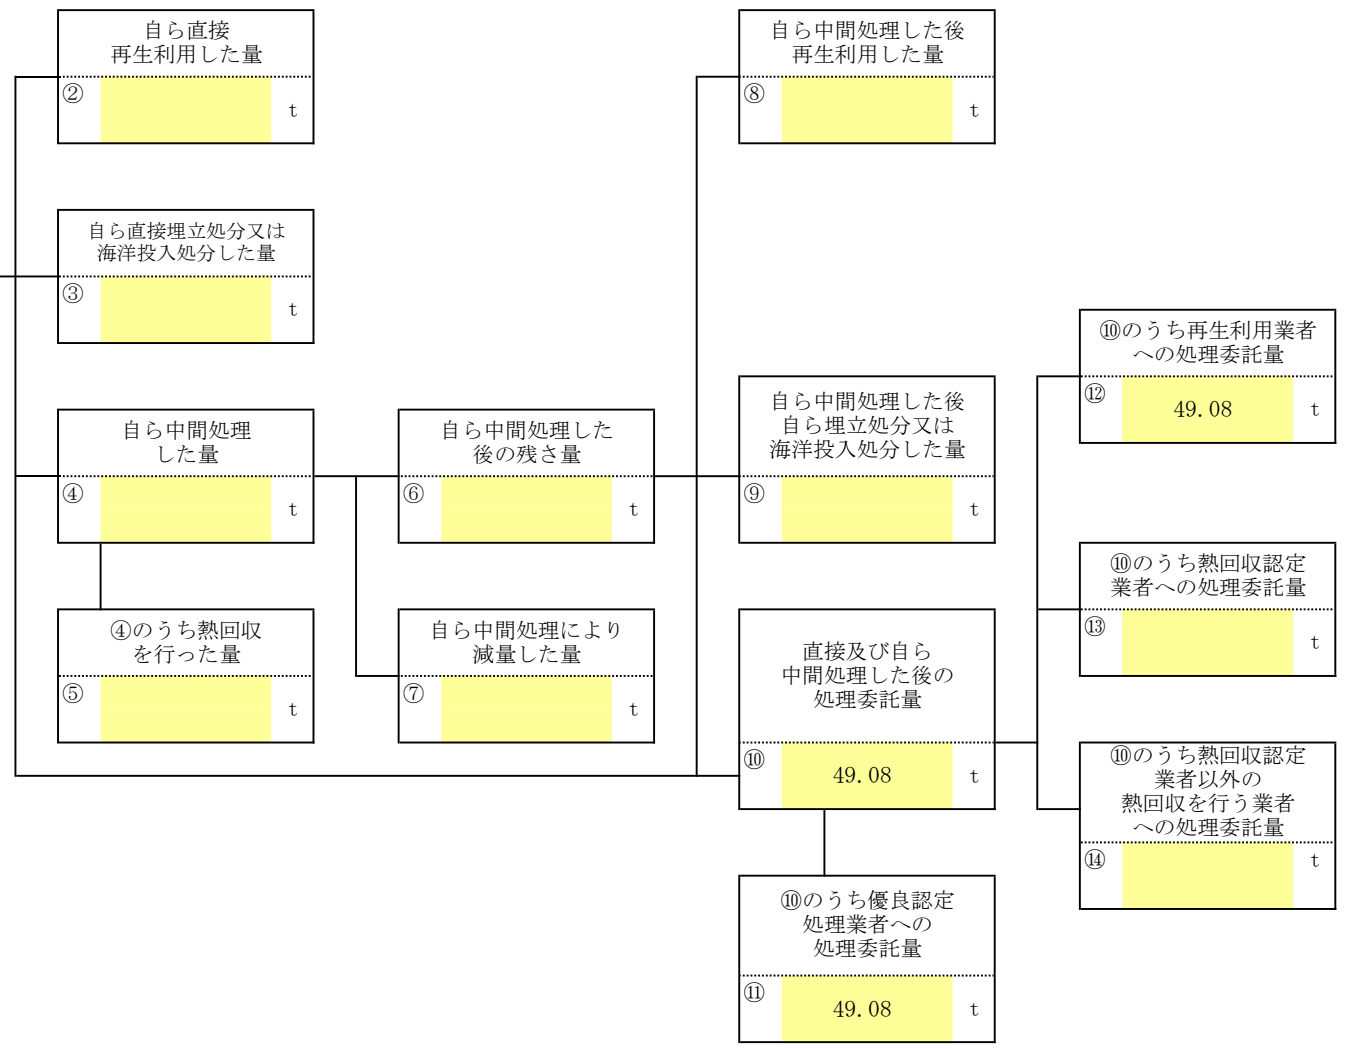 自ら直接
再生利用した量
②
t
自ら中間処理した後
再生利用した量
⑧
t
自ら直接埋立処分又は
海洋投入処分した量
③
t
⑩のうち再生利用業者
への処理委託量
⑫
49.08 t
自ら中間処理
した量
④
t
自ら中間処理した
後の残さ量
⑥
t
自ら中間処理した後
自ら埋立処分又は
海洋投入処分した量
⑨
t
⑩のうち熱回収認定
業者への処理委託量
⑬
t
④のうち熱回収
を行った量
⑤
t
自ら中間処理により
減量した量
⑦
t
直接及び自ら
中間処理した後の
処理委託量
⑩
49.08 t
⑩のうち熱回収認定
業者以外の
熱回収を行う業者
への処理委託量
⑭
t
⑩のうち優良認定
処理業者への
処理委託量
⑪
49.08 t